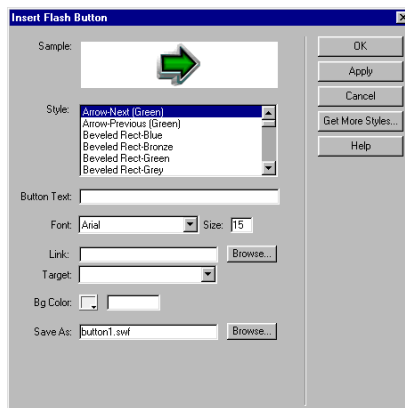 Insert Flash Button
Sample:
OK
Apply
Cancel
Get More Styles...
Help
Style:
Arrow-Next (Green)
Arrow-Previous (Green)
Beveled Rect-Blue
Beveled Rect-Bronze
Beveled Rect-Green
Beveled Rect-Grey
Button Text:
Font: Arial Size: 15
Link: Browse...
Target:
Bg Color:
Save As: button1.swf Browse...